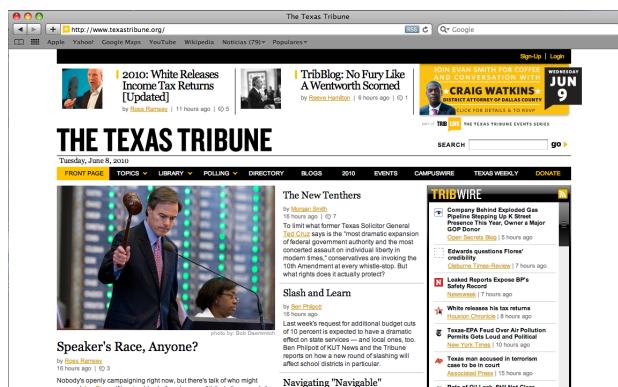 The Texas Tribune
http://www.texastribune.org/
RSS
Google
Apple Yahoo! Google Maps YouTube Wikipedia Noticias (79) Populares
Sign-Up | Login
2010: White Releases
Income Tax Returns
[Updated]
by Ross Ramsey | 11 hours ago | 5
TribBlog: No Fury Like
A Wentworth Scorned
by Reeve Hamilton | 6 hours ago | 1
JOIN EVAN SMITH FOR COFFEE
AND CONVERSATION WITH
CRAIG WATKINS
DISTRICT ATTORNEY OF DALLAS COUNTY
CLICK FOR DETAILS & TO RSVP
WEDNESDAY
JUN
9
part of TRIB LIVE THE TEXAS TRIBUNE EVENTS SERIES
THE TEXAS TRIBUNE
SEARCH go
Tuesday, June 8, 2010
FRONT PAGE TOPICS LIBRARY POLLING DIRECTORY BLOGS 2010 EVENTS CAMPUSWIRE TEXAS WEEKLY DONATE
photo by: Bob Daemmrich
Speaker's Race, Anyone?
by Ross Ramsey
16 hours ago | 3
Nobody's openly campaigning right now, but there's talk of who might
The New Tenthers
by Morgan Smith
16 hours ago | 7
To limit what former Texas Solicitor General
Ted Cruz says is the "most dramatic expansion
of federal government authority and the most
concerted assault on individual liberty in
modern times," conservatives are invoking the
10th Amendment at every whistle-stop. But
what rights does it actually protect?
Slash and Learn
by Ben Philpott
16 hours ago
Last week's request for additional budget cuts
of 10 percent is expected to have a dramatic
effect on state services — and local ones, too.
Ben Philpott of KUT News and the Tribune
reports on how a new round of slashing will
affect school districts in particular.
Navigating "Navigable"
TRIBWIRE
Company Behind Exploded Gas
Pipeline Stepping Up K Street
Presence This Year, Owner a Major
GOP Donor
Open Secrets Blog | 5 hours ago
Edwards questions Flores'
credibility
Cleburne Times-Review | 7 hours ago
N
Leaked Reports Expose BP's
Safety Record
Newsweek | 7 hours ago
White releases his tax returns
Houston Chronicle | 8 hours ago
Texas-EPA Feud Over Air Pollution
Permits Gets Loud and Political
New York Times | 10 hours ago
AP
Texas man accused in terrorism
case to be in court
Associated Press | 15 hours ago